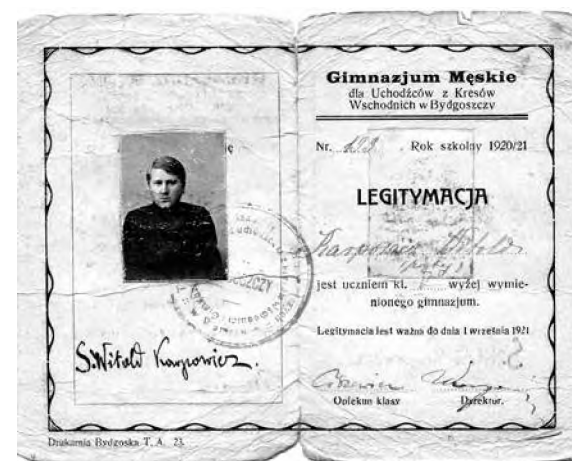 S. Witold Karpowicz.
Drukarnia Bydgoska T. A. 23.
Gimnazjum Męskie
dla Uchodźców z Kresów
Wschodnich w Bydgoszczy
Nr. Rok szkolny 1920/21
LEGITYMACJA
Karpowicz Witold
jest uczniem kl. wyżej wymie-
nionego gimnazjum.
Legitymacja jest ważna do dnia 1 września 1921
Opiekun klasy Dyrektor.